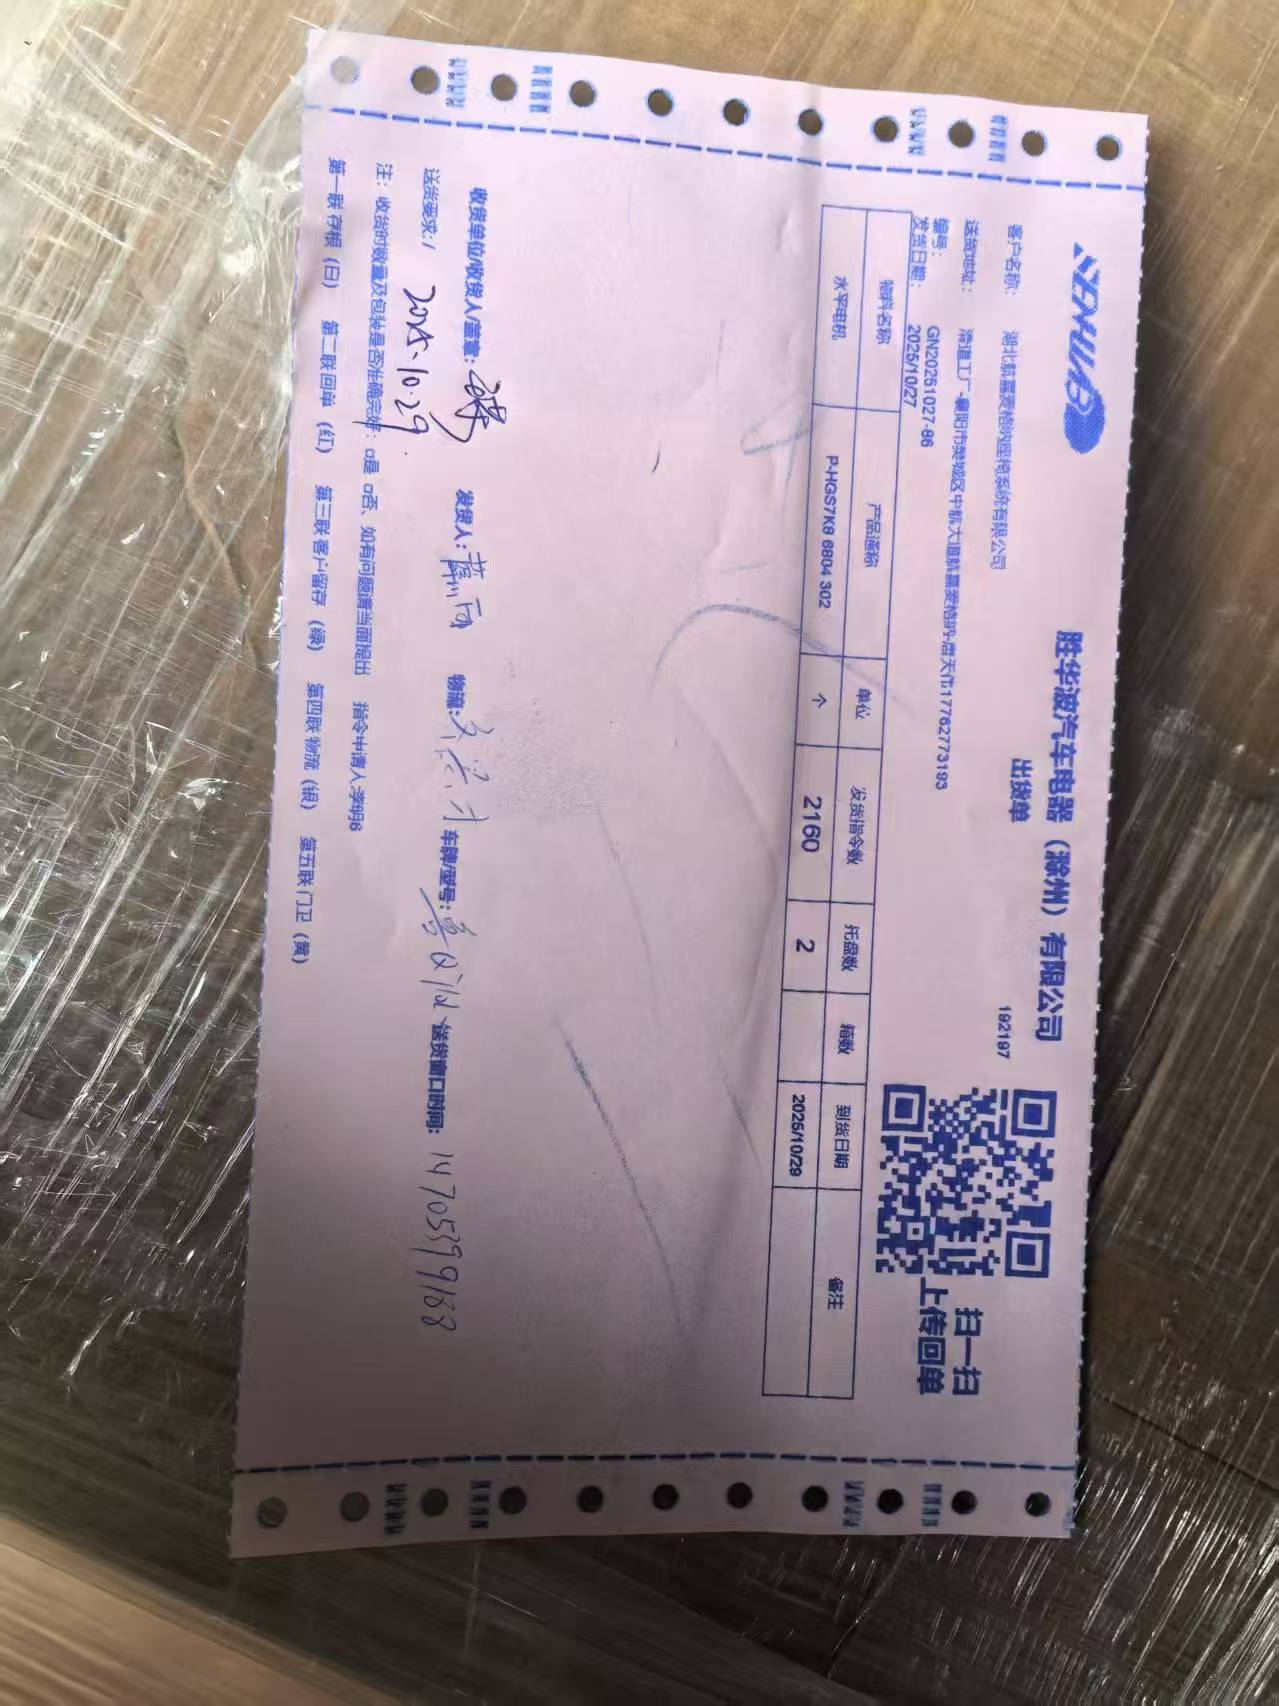 SEHWAB
胜华波汽车电器（滁州）有限公司
出货单
192197
扫一扫
上传回单
客户名称： 湖北航嘉麦格纳座椅系统有限公司
送货地址： 清道工厂-襄阳市樊城区中航大道航嘉麦格纳-唐天伟17762773193
编号： GN20251027-86
发货日期： 2025/10/27
物料名称 产品通称 单位 发货指令数 托盘数 箱数 到货日期 备注
水平电机 P-HGS7K8 6804 302 个 2160 2 2025/10/29
收货单位/收货人/盖章： 发货人： 物流： 车牌/型号： 送货窗口时间： 14705399168
送货要求:/ 2025.10.29
注：收货时数量及包装是否准确完好：□是 □否、如有问题请当面提出 指令申请人:李明6
第一联 存根（白） 第二联 回单（红） 第三联 客户留存（绿） 第四联 物流（银） 第五联 门卫（黄）